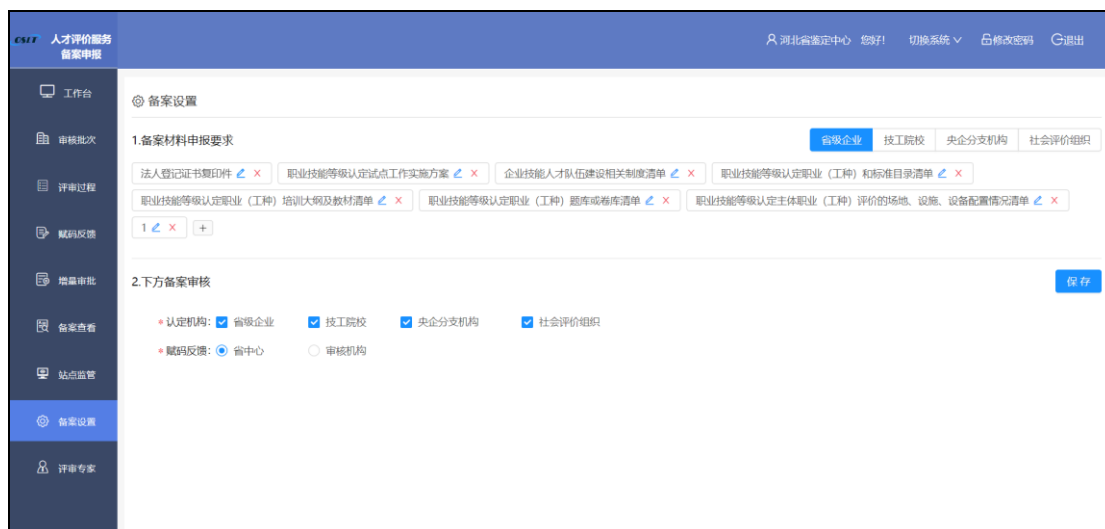 CSLT 人才评价服务
备案申报
河北省鉴定中心 您好! 切换系统 修改密码 退出
工作台
审核批次
评审过程
赋码反馈
增量审批
备案查看
站点监管
备案设置
评审专家
备案设置
1.备案材料申报要求 省级企业 技工院校 央企分支机构 社会评价组织
法人登记证书复印件 职业技能等级认定试点工作实施方案 企业技能人才队伍建设相关制度清单 职业技能等级认定职业（工种）和标准目录清单
职业技能等级认定职业（工种）培训大纲及教材清单 职业技能等级认定职业（工种）题库或卷库清单 职业技能等级认定主体职业（工种）评价的场地、设施、设备配置情况清单
1 +
2.下方备案审核 保存
*认定机构: 省级企业 技工院校 央企分支机构 社会评价组织
*赋码反馈: 省中心 审核机构